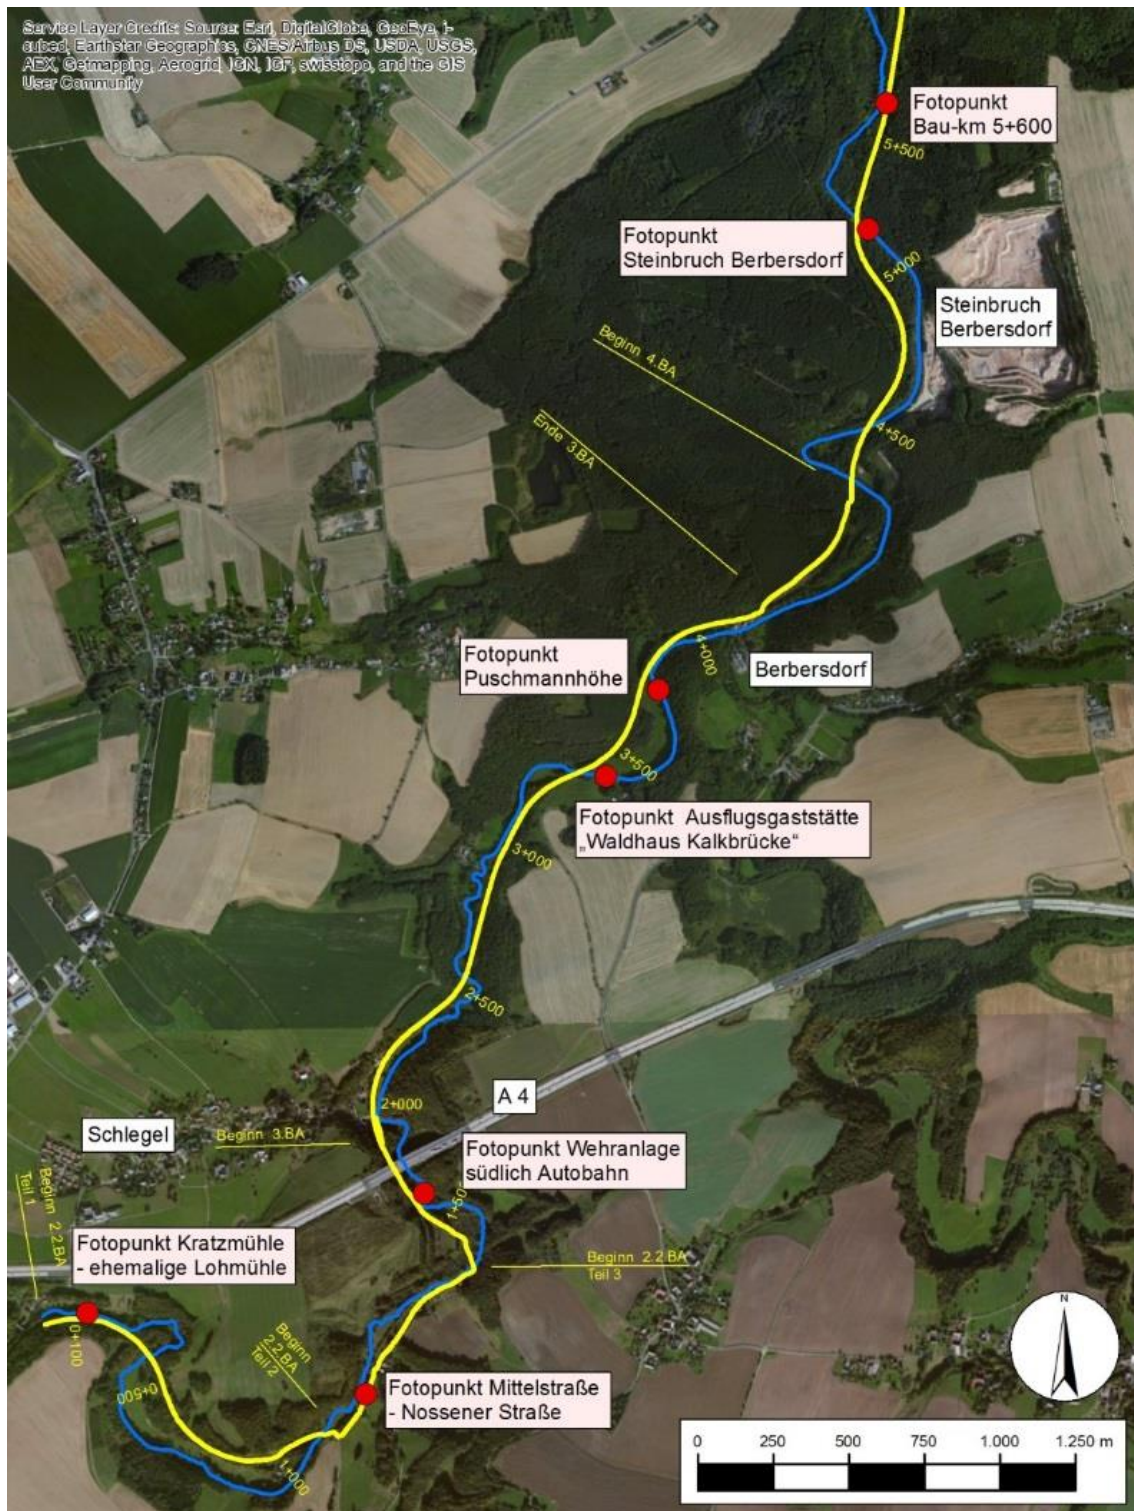 Service Layer Credits: Source: Esri, DigitalGlobe, GeoEye, i-
cubed, Earthstar Geographics, CNES/Airbus DS, USDA, USGS,
AEX, Getmapping, Aerogrid, IGN, IGP, swisstopo, and the GIS
User Community
Fotopunkt
Bau-km 5+600
5+500
Fotopunkt
Steinbruch Berbersdorf
5+000
Steinbruch
Berbersdorf
Beginn 4.BA
Ende 3.BA
4+500
Fotopunkt
Puschmannhöhe
4+000
Berbersdorf
3+500
Fotopunkt Ausflugsgaststätte
„Waldhaus Kalkbrücke“
3+000
2+500
A 4
2+000
Schlegel
Beginn 3.BA
Fotopunkt Wehranlage
südlich Autobahn
1+50
Beginn 2.2.BA
Teil 1
Fotopunkt Kratzmühle
- ehemalige Lohmühle
Beginn 2.2.BA
Teil 3
0+100
Beginn
2.2.BA
Teil 2
0+500
Fotopunkt Mittelstraße
- Nossener Straße
1+000
N
0 250 500 750 1.000 1.250 m